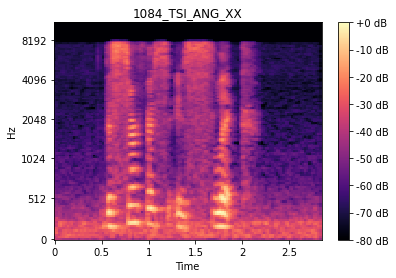 1084_TSI_ANG_XX
+0 dB
8192
-10 dB
4096
-20 dB
-30 dB
Hz
2048
-40 dB
1024
-50 dB
512
-60 dB
-70 dB
0
-80 dB
0 0.5 1 1.5 2 2.5
Time